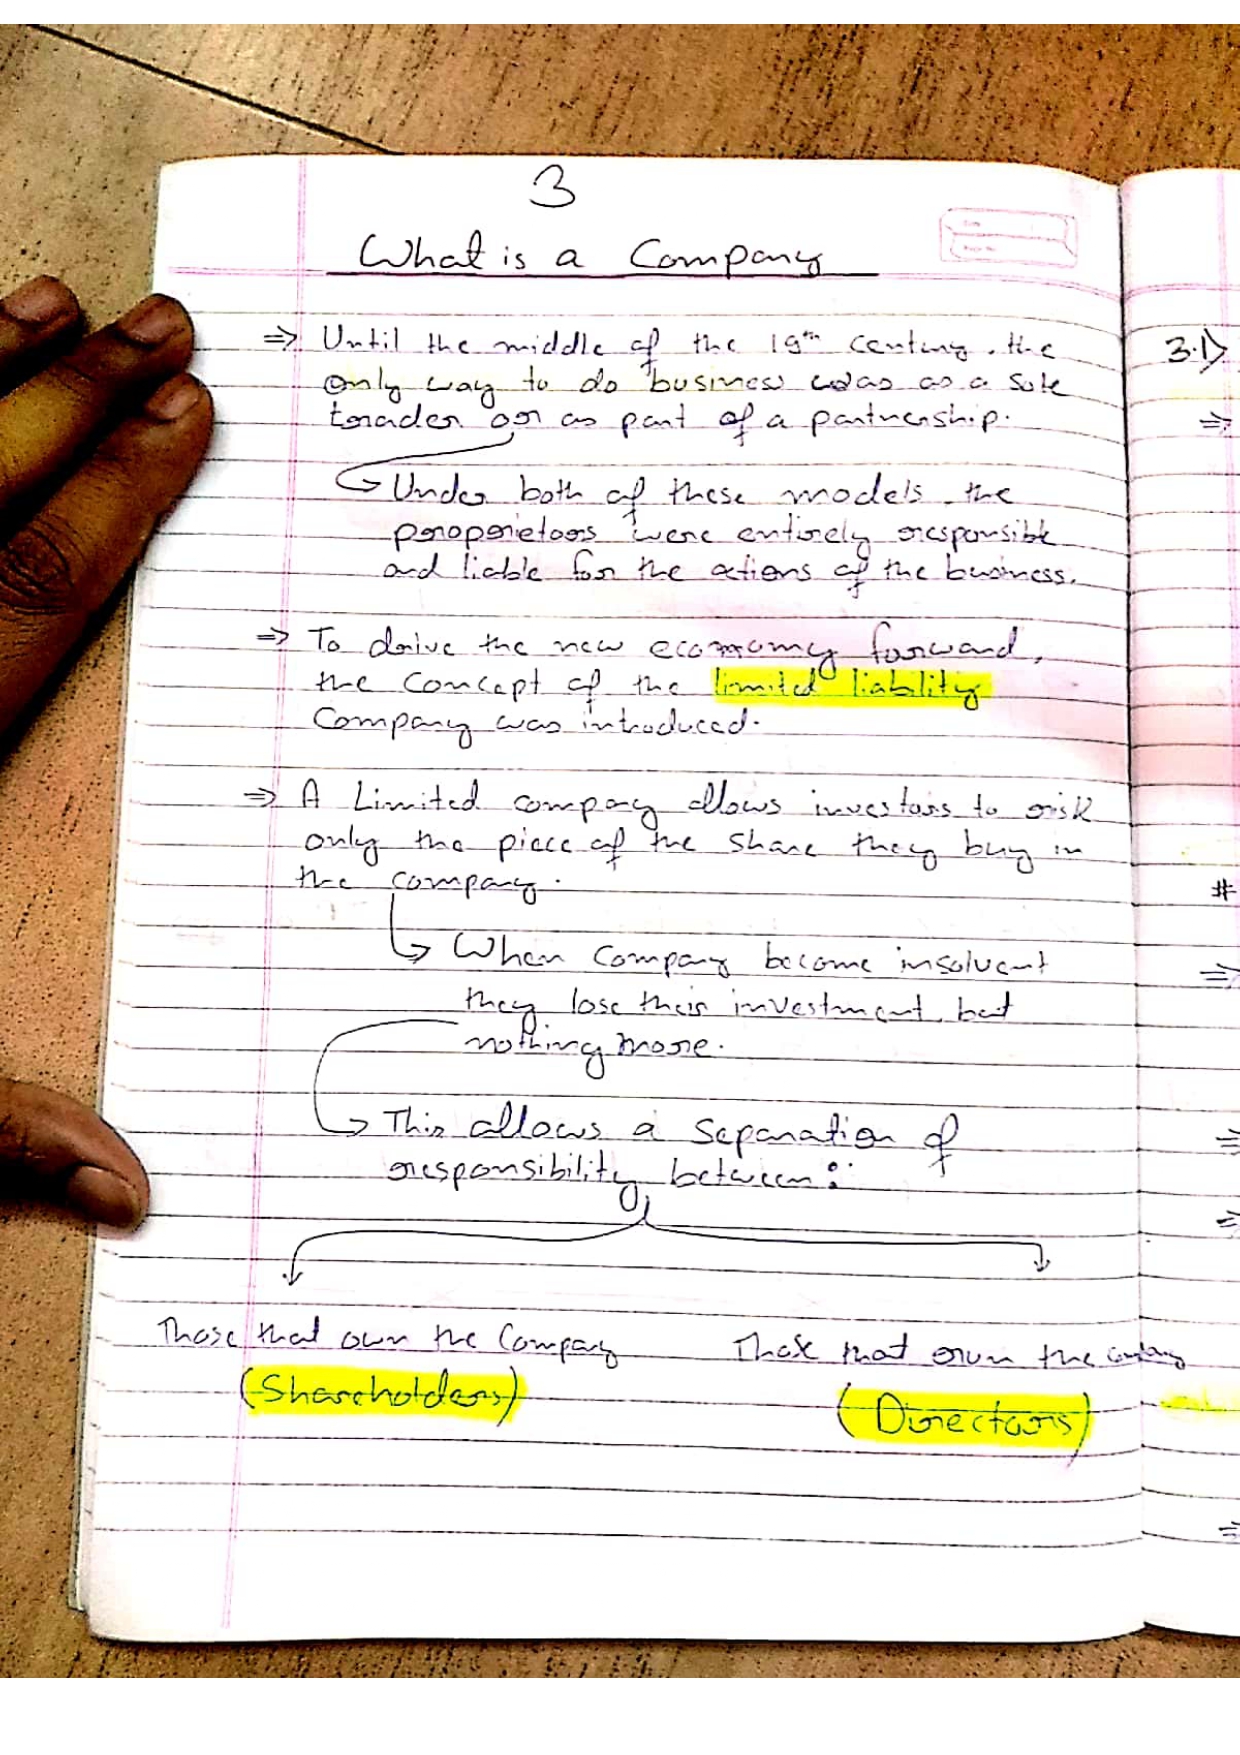 3
What is a Company
⇒ Until the middle of the 19th century, the
only way to do business was as a sole
trader or as part of a partnership.
↳ Under both of these models, the
proprietors were entirely responsible
and liable for the actions of the business.
⇒ To drive the new economy forward,
the concept of the limited liability
Company was introduced.
⇒ A Limited company allows investors to risk
only the piece of the share they buy in
the company.
↳ When Company become insolvent
they lose their investment, but
nothing more.
↳ This allows a separation of
responsibility between:
Those that own the Company
Those that own the
(Shareholders)
(Directors)
3.1)
⇒
#
⇒
⇒
⇒
⇒